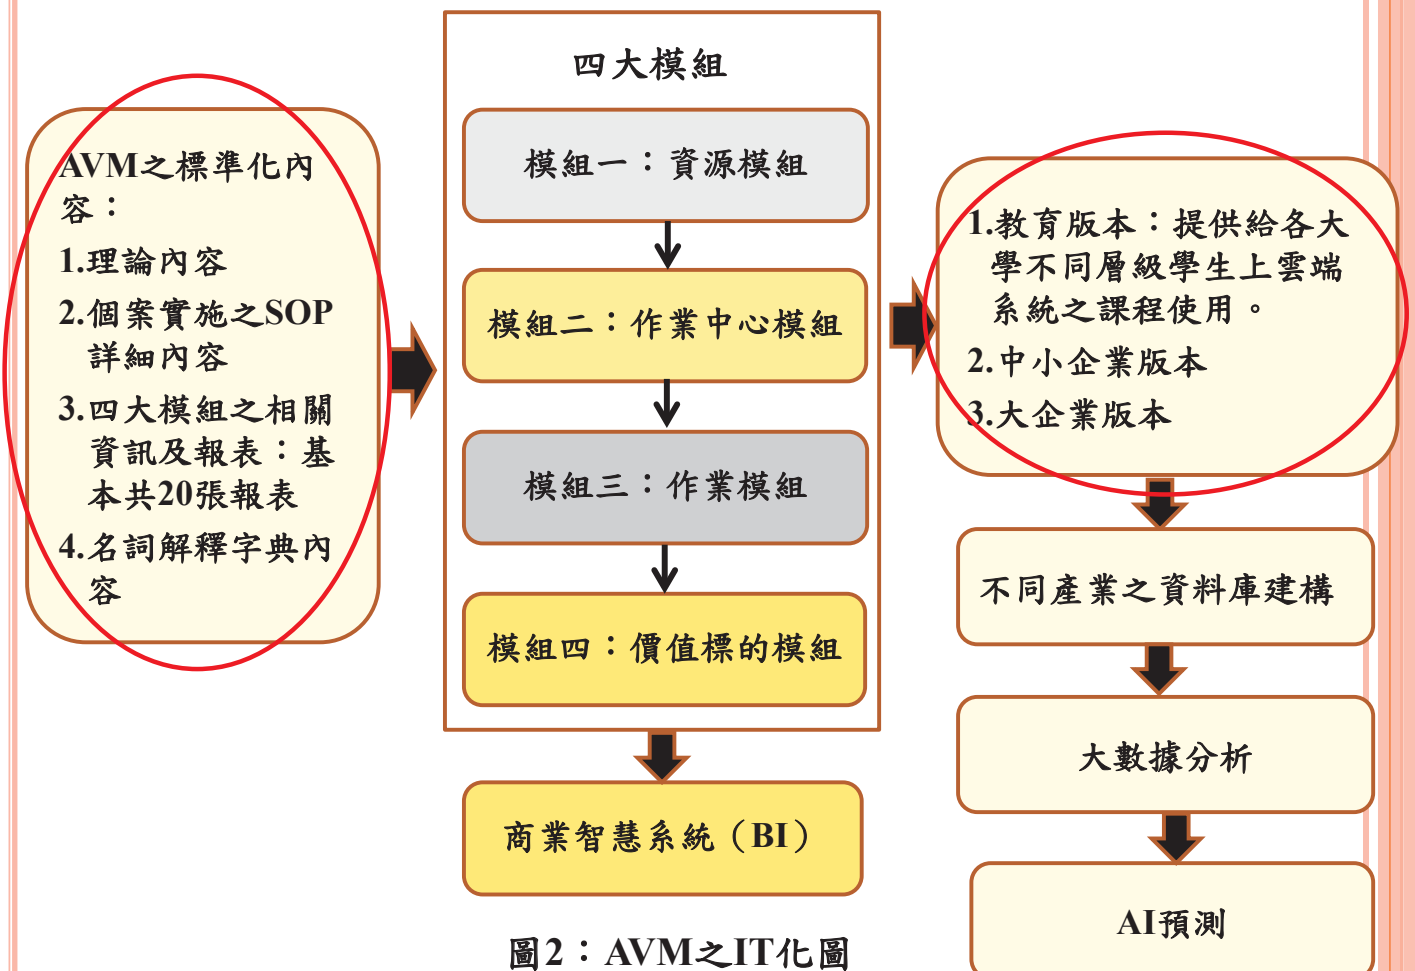 AVM之標準化內
容：
1.理論內容
2.個案實施之SOP
詳細內容
3.四大模組之相關
資訊及報表：基
本共20張報表
4.名詞解釋字典內
容
四大模組
模組一：資源模組
模組二：作業中心模組
模組三：作業模組
模組四：價值標的模組
商業智慧系統（BI）
1.教育版本：提供給各大
學不同層級學生上雲端
系統之課程使用。
2.中小企業版本
3.大企業版本
不同產業之資料庫建構
大數據分析
AI預測
圖2：AVM之IT化圖